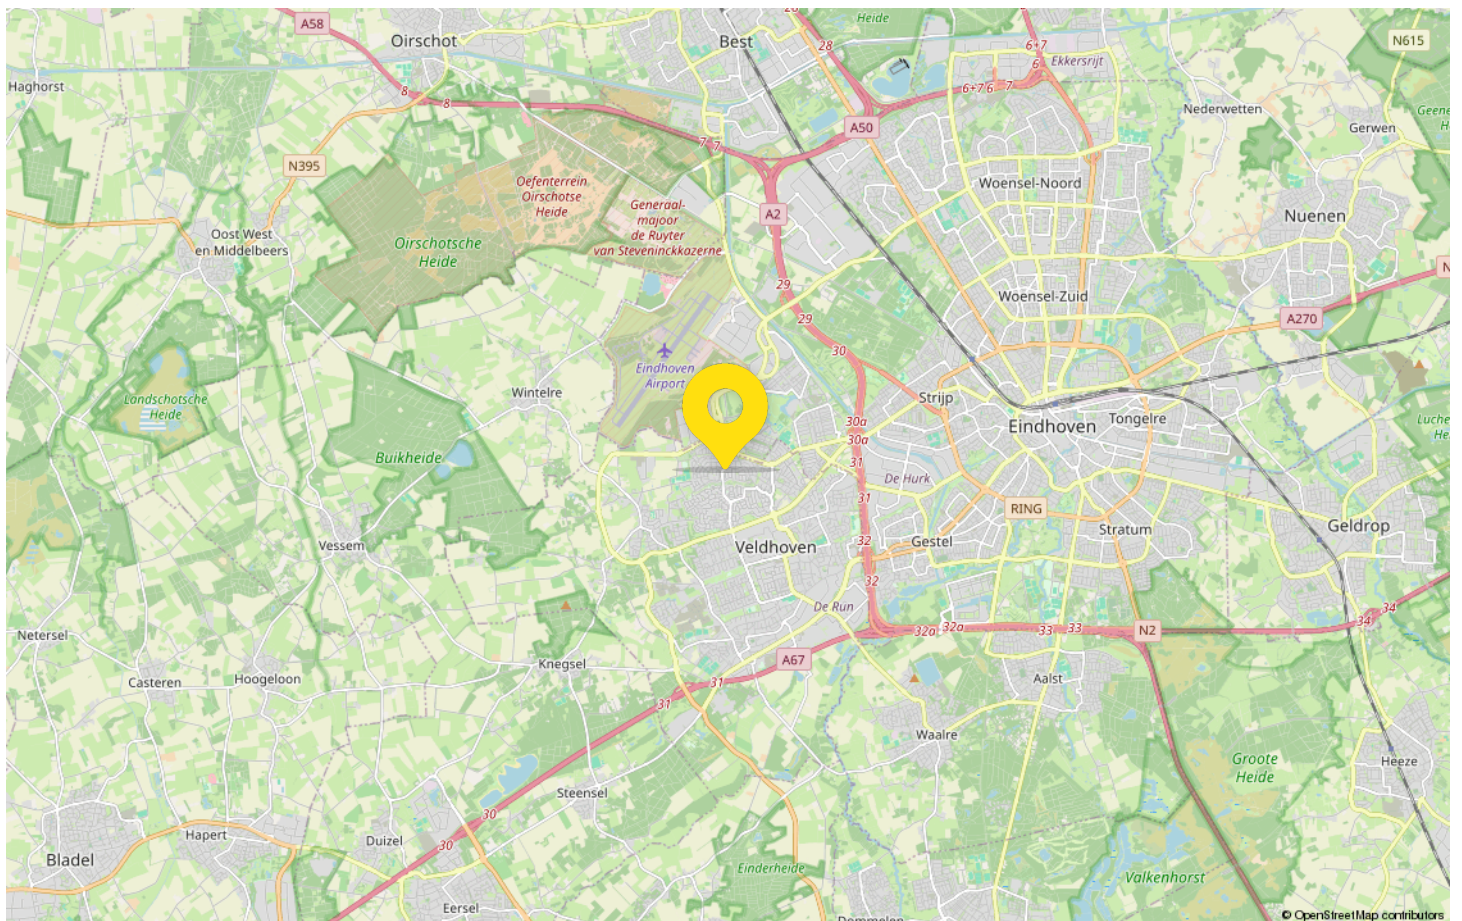 A58
Oirschot
Best
28
28
Heide
6+7
6
Ekkersrijt
N615
Haghorst
8
8
6+7
6
7
Nederwetten
Gerwen
A50
7
7
N395
Oefenterrein
Oirschotse
Heide
Woensel-Noord
Generaal-
majoor
de Ruyter
van Steveninckkazerne
A2
Nuenen
Oost West
en Middelbeers
Oirschotsche
Heide
29
29
Woensel-Zuid
A270
30
Eindhoven
Airport
Wintelre
Landschotsche
Heide
Strijp
Tongelre
Eindhoven
30a
30a
31
31
Buikheide
De Hurk
RING
Stratum
Geldrop
Vessem
Veldhoven
32
32
Gestel
De Run
34
34
Netersel
32a
32a
33
33
N2
A67
Knegsel
Casteren
Hoogeloon
31
31
Aalst
Waalre
Groote
Heide
Heeze
Steensel
30
30
Hapert
Duizel
Bladel
Einderheide
Valkenhorst
Eersel
© OpenStreetMap contributors